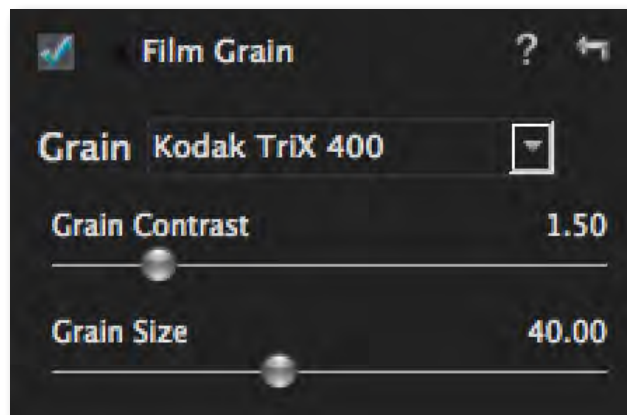 Film Grain ?
Grain Kodak TriX 400
Grain Contrast 1.50
Grain Size 40.00